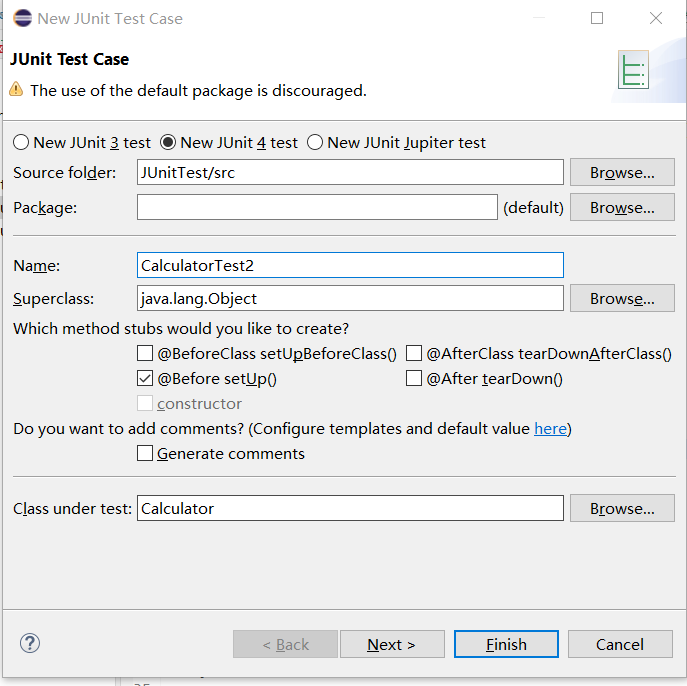 New JUnit Test Case
JUnit Test Case
The use of the default package is discouraged.
New JUnit 3 test New JUnit 4 test New JUnit Jupiter test
Source folder: JUnitTest/src Browse...
Package: (default) Browse...
Name: CalculatorTest2
Superclass: java.lang.Object Browse...
Which method stubs would you like to create?
@BeforeClass setUpBeforeClass() @AfterClass tearDownAfterClass()
@Before setUp() @After tearDown()
constructor
Do you want to add comments? (Configure templates and default value here)
Generate comments
Class under test: Calculator Browse...
? < Back Next > Finish Cancel